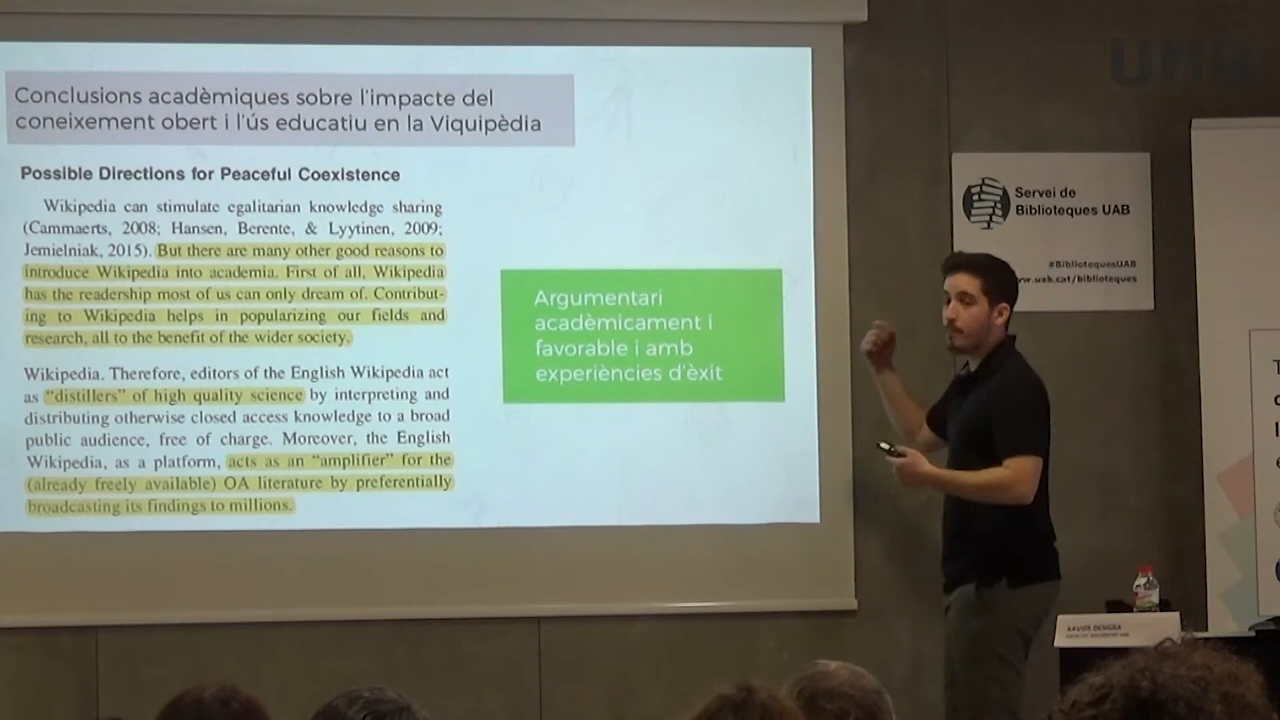 Conclusions acadèmiques sobre l'impacte del
coneixement obert i l'ús educatiu en la Viquipèdia
Possible Directions for Peaceful Coexistence
Wikipedia can stimulate egalitarian knowledge sharing
(Cammaerts, 2008; Hansen, Berente, & Lyytinen, 2009;
Jemielniak, 2015). But there are many other good reasons to
introduce Wikipedia into academia. First of all, Wikipedia
has the readership most of us can only dream of. Contribut-
ing to Wikipedia helps in popularizing our fields and
research, all to the benefit of the wider society.
Wikipedia. Therefore, editors of the English Wikipedia act
as "distillers" of high quality science by interpreting and
distributing otherwise closed access knowledge to a broad
public audience, free of charge. Moreover, the English
Wikipedia, as a platform, acts as an "amplifier" for the
(already freely available) OA literature by preferentially
broadcasting its findings to millions.
Argumentari
acadèmicament i
favorable i amb
experiències d'èxit
Servei de
Biblioteques UAB
#BibliotequesUAB
www.uab.cat/biblioteques
XAVIER DENGRA